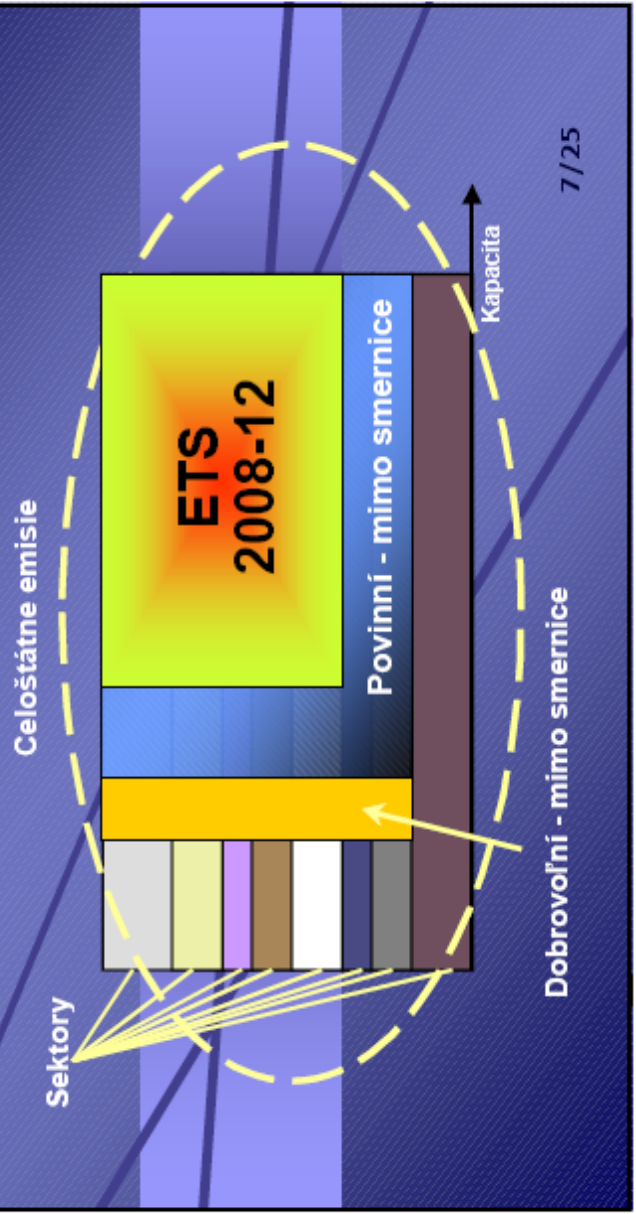 Celoštátne emisie
Sektory
ETS
2008-12
Povinní - mimo smernice
Kapacita
Dobrovoľní - mimo smernice
7/25